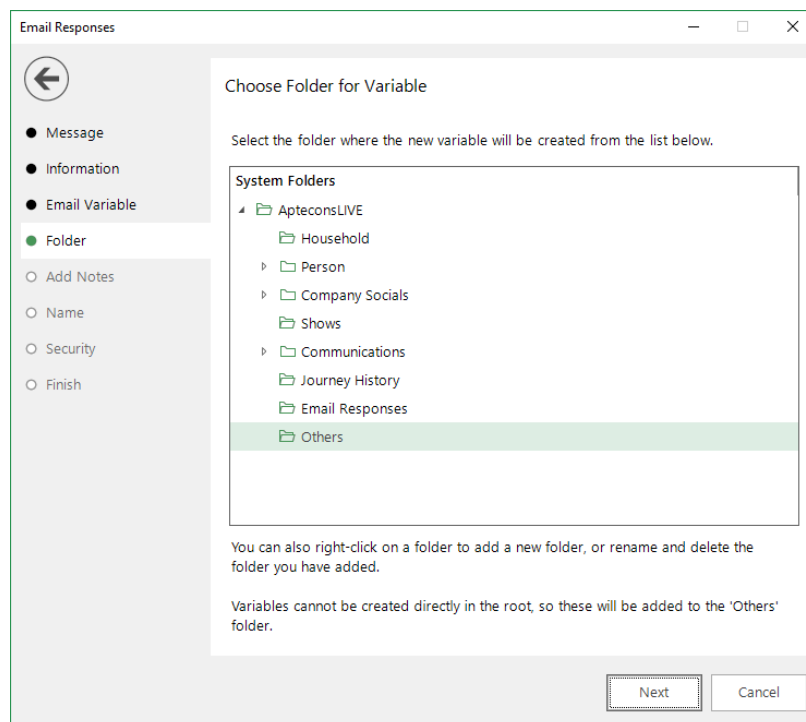 Email Responses
Choose Folder for Variable
Message
Information
Email Variable
Folder
Add Notes
Name
Security
Finish
Select the folder where the new variable will be created from the list below.
System Folders
ApteconsLIVE
Household
Person
Company Socials
Shows
Communications
Journey History
Email Responses
Others
You can also right-click on a folder to add a new folder, or rename and delete the
folder you have added.
Variables cannot be created directly in the root, so these will be added to the 'Others'
folder.
Next
Cancel